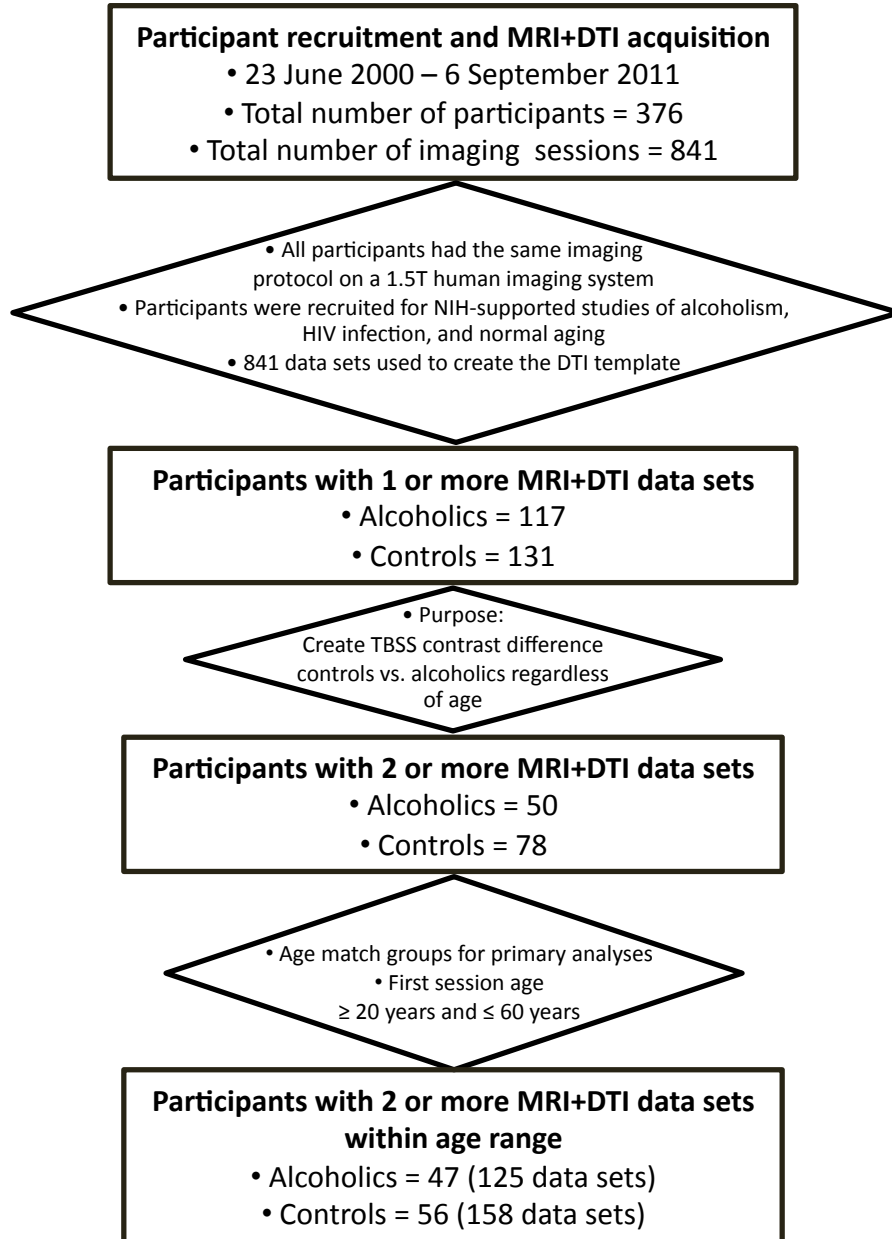 Participant recruitment and MRI+DTI acquisition
• 23 June 2000 – 6 September 2011
• Total number of participants = 376
• Total number of imaging sessions = 841
• All participants had the same imaging
protocol on a 1.5T human imaging system
• Participants were recruited for NIH-supported studies of alcoholism,
HIV infection, and normal aging
• 841 data sets used to create the DTI template
Participants with 1 or more MRI+DTI data sets
• Alcoholics = 117
• Controls = 131
• Purpose:
Create TBSS contrast difference
controls vs. alcoholics regardless
of age
Participants with 2 or more MRI+DTI data sets
• Alcoholics = 50
• Controls = 78
• Age match groups for primary analyses
• First session age
≥ 20 years and ≤ 60 years
Participants with 2 or more MRI+DTI data sets
within age range
• Alcoholics = 47 (125 data sets)
• Controls = 56 (158 data sets)